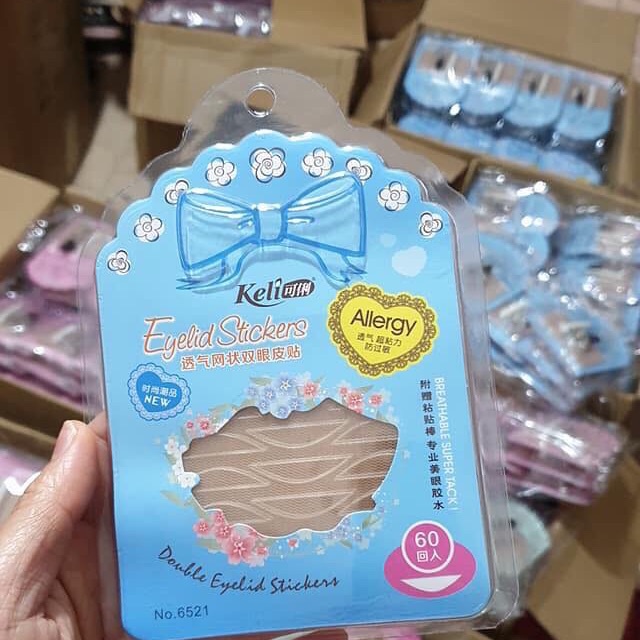 Keli可俐®
Eyelid Stickers
透气网状双眼皮贴
Allergy
透气 超粘力
防过敏
时尚潮品
NEW
BREATHABLE SUPER TACK!
附赠粘贴棒 专业美眼胶水
60
回入
Double Eyelid Stickers
No.6521